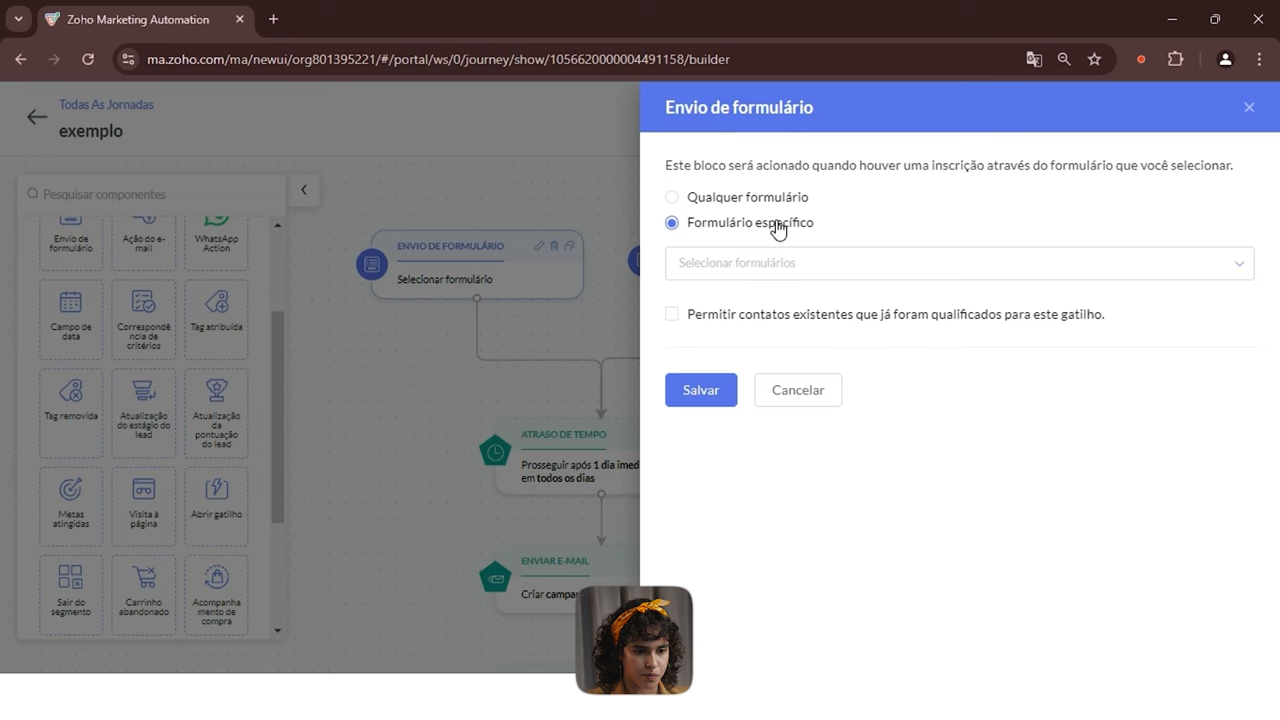 Zoho Marketing Automation
ma.zoho.com/ma/newui/org801395221/#/portal/ws/0/journey/show/1056620000004491158/builder
Todas As Jornadas
exemplo
Pesquisar componentes
Envio de
formulário
Ação do e-
mail
WhatsApp
Action
Campo de
data
Correspondê
ncia de
critérios
Tag atribuída
Tag removida
Atualização
do estágio do
lead
Atualização
da
pontuação
do lead
Metas
atingidas
Visita à
página
Abrir gatilho
Sair do
segmento
Carrinho
abandonado
Acompanha
mento de
compra
ENVIO DE FORMULÁRIO
Selecionar formulário
ATRASO DE TEMPO
Prosseguir após 1 dia imed
em todos os dias
ENVIAR E-MAIL
Criar campa
Envio de formulário
Este bloco será acionado quando houver uma inscrição através do formulário que você selecionar.
Qualquer formulário
Formulário específico
Selecionar formulários
Permitir contatos existentes que já foram qualificados para este gatilho.
Salvar
Cancelar